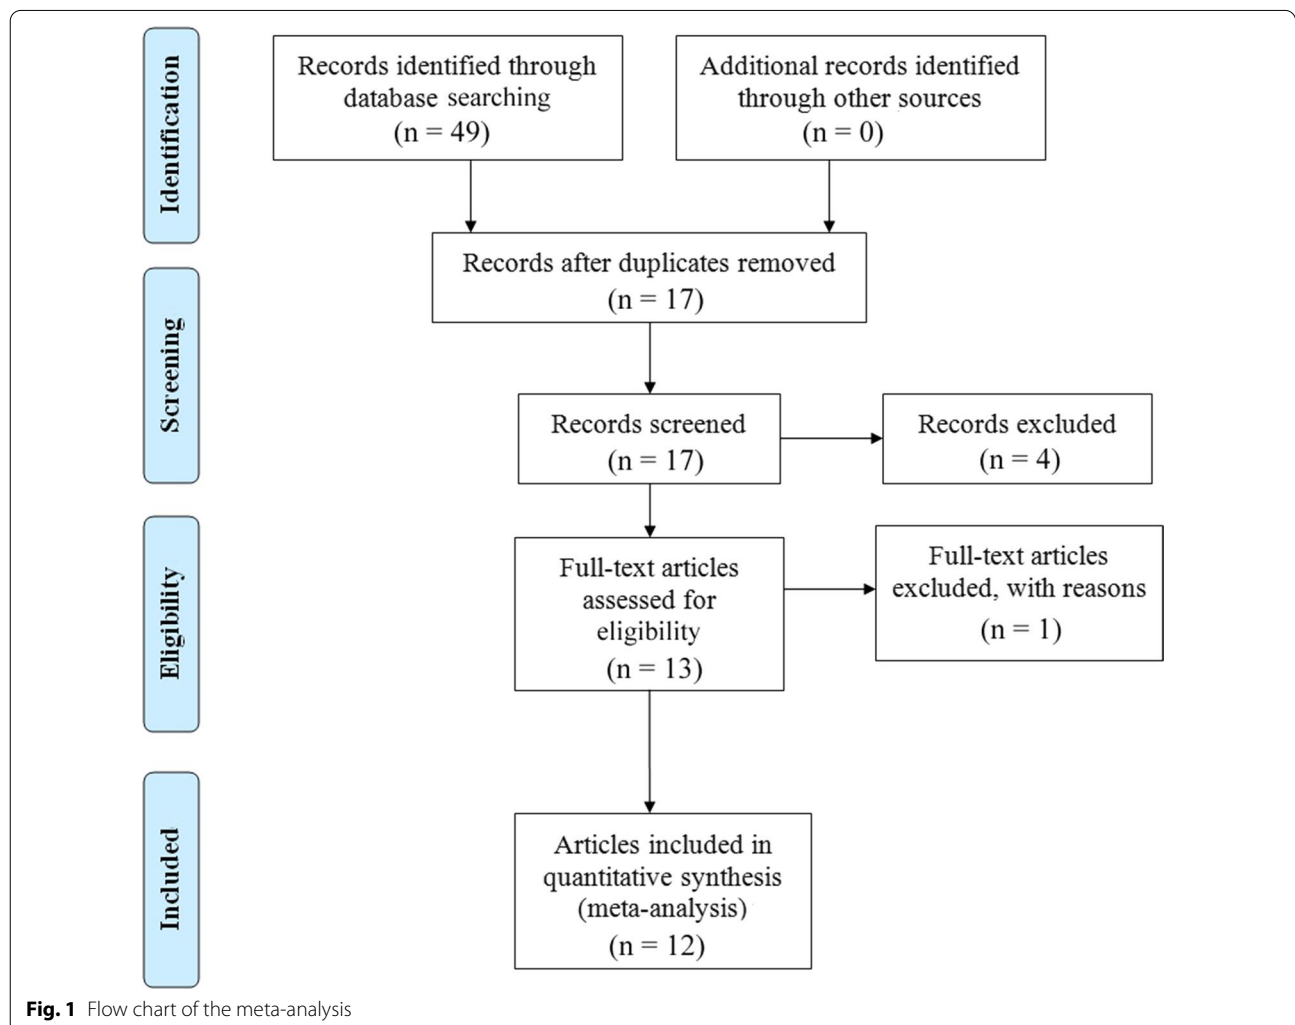 Identification
Records identified through
database searching
(n = 49)
Additional records identified
through other sources
(n = 0)
Records after duplicates removed
(n = 17)
Screening
Records screened
(n = 17)
Records excluded
(n = 4)
Eligibility
Full-text articles
assessed for
eligibility
(n = 13)
Full-text articles
excluded, with reasons
(n = 1)
Included
Articles included in
quantitative synthesis
(meta-analysis)
(n = 12)
Fig. 1 Flow chart of the meta-analysis